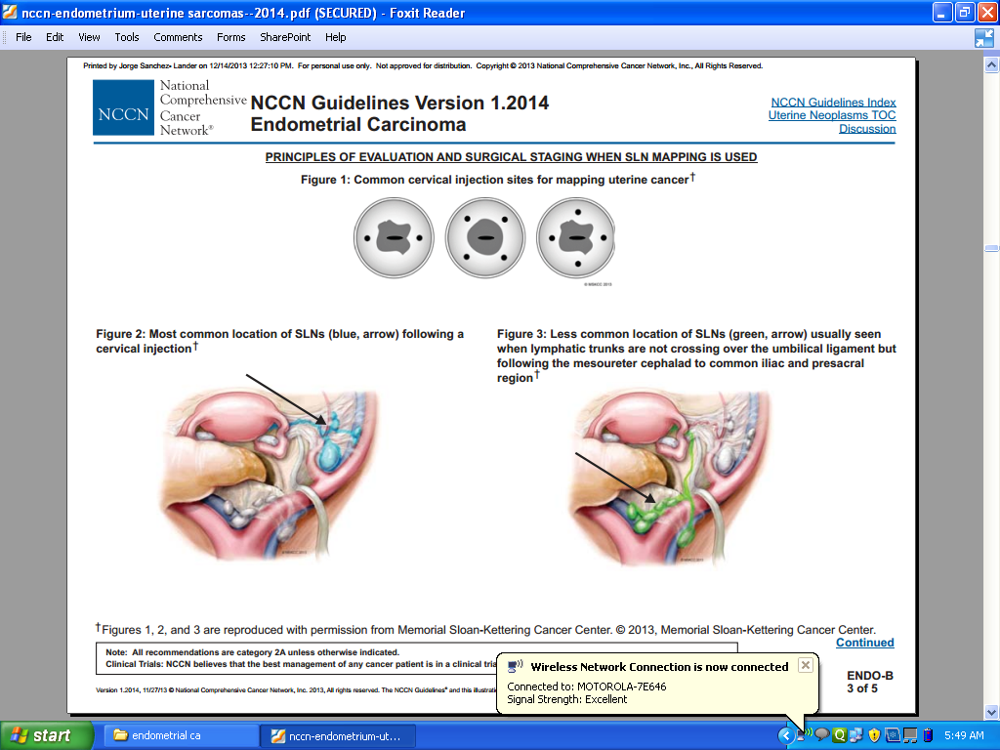 nccn-endometrium-uterine sarcomas--2014.pdf (SECURED) - Foxit Reader
File Edit View Tools Comments Forms SharePoint Help
Printed by Jorge Sanchez- Lander on 12/14/2013 12:27:10 PM. For personal use only. Not approved for distribution. Copyright © 2013 National Comprehensive Cancer Network, Inc., All Rights Reserved.
NCCN
National
Comprehensive
Cancer
Network®
NCCN Guidelines Version 1.2014
Endometrial Carcinoma
NCCN Guidelines Index
Uterine Neoplasms TOC
Discussion
PRINCIPLES OF EVALUATION AND SURGICAL STAGING WHEN SLN MAPPING IS USED
Figure 1: Common cervical injection sites for mapping uterine cancer†
© MSKCC 2013
Figure 2: Most common location of SLNs (blue, arrow) following a
cervical injection†
Figure 3: Less common location of SLNs (green, arrow) usually seen
when lymphatic trunks are not crossing over the umbilical ligament but
following the mesoureter cephalad to common iliac and presacral
region†
© MSKCC 2013
© MSKCC 2013
†Figures 1, 2, and 3 are reproduced with permission from Memorial Sloan-Kettering Cancer Center. © 2013, Memorial Sloan-Kettering Cancer Center.
Continued
Note: All recommendations are category 2A unless otherwise indicated.
Clinical Trials: NCCN believes that the best management of any cancer patient is in a clinical
Version 1.2014, 11/27/13 © National Comprehensive Cancer Network, Inc. 2013, All rights reserved. The NCCN Guidelines® and this
ENDO-B
3 of 5
Wireless Network Connection is now connected
Connected to: MOTOROLA-7E646
Signal Strength: Excellent
start
endometrial ca
nccn-endometrium-ut...
5:49 AM